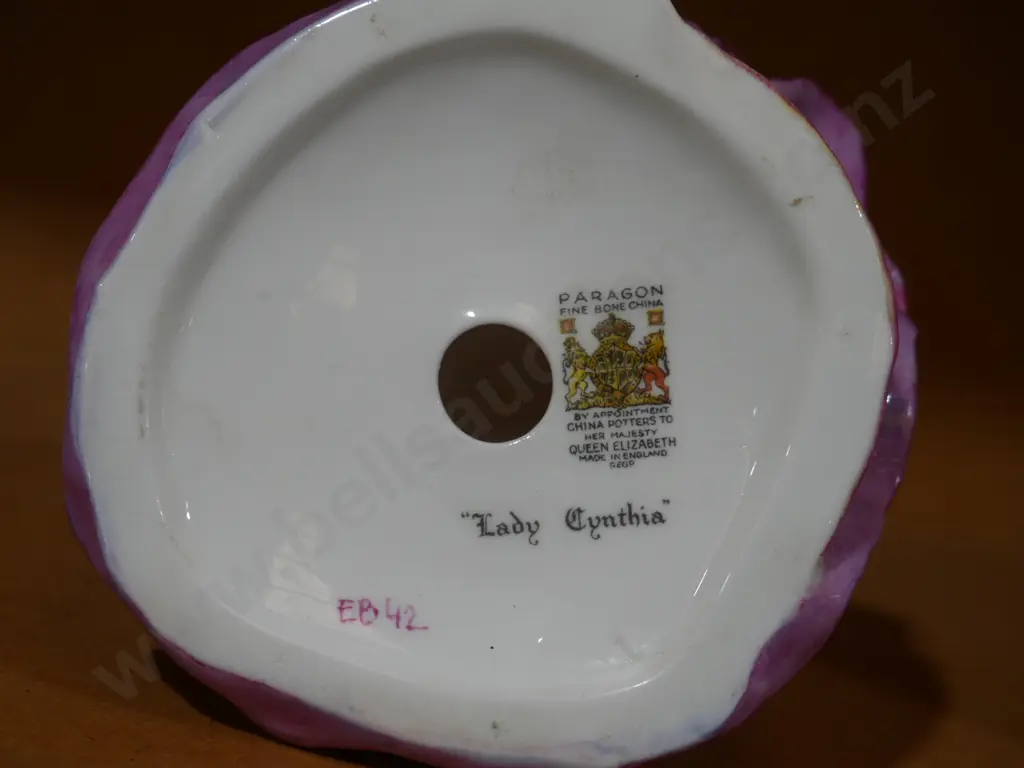 PARAGON
FINE BONE CHINA
BY APPOINTMENT
CHINA POTTERS TO
HER MAJESTY
QUEEN ELIZABETH
MADE IN ENGLAND
REGD
"Lady Cynthia"
EB42